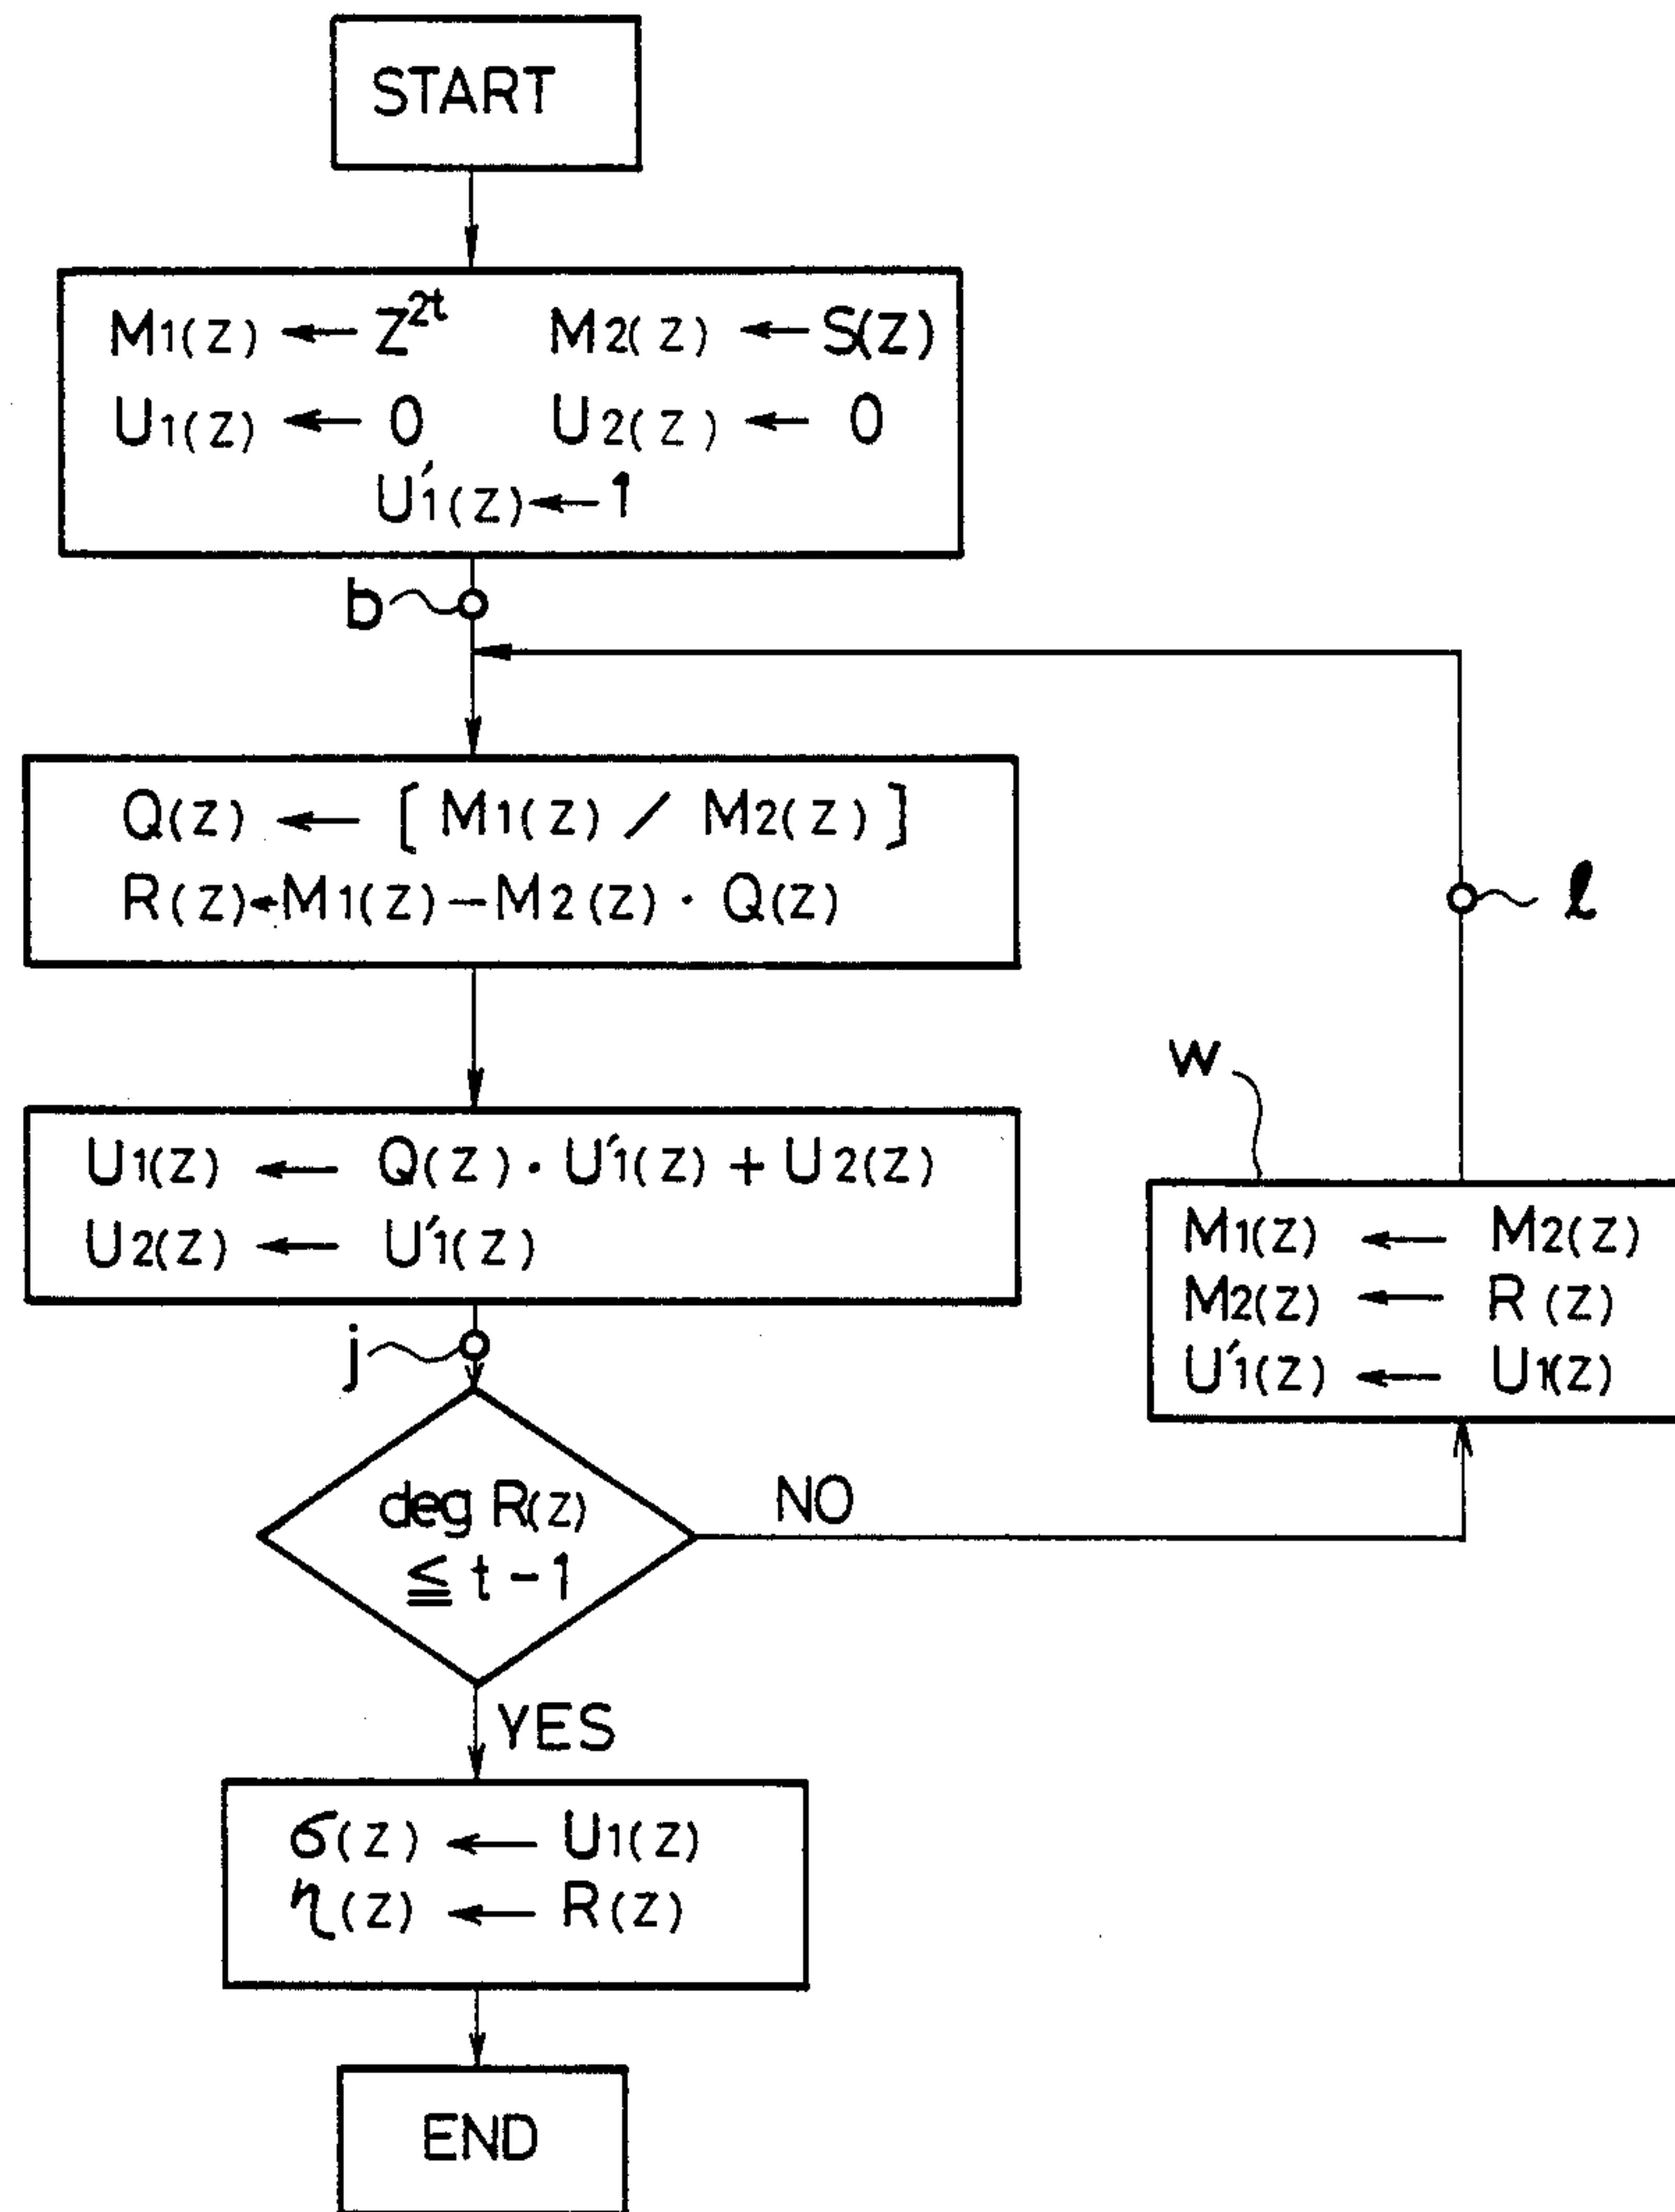 START
M1(Z) ← Z^2t M2(Z) ← S(Z)
U1(Z) ← 0 U2(Z) ← 0
U'1(Z) ← 1
b
Q(Z) ← [ M1(Z) / M2(Z) ]
R(Z) ← M1(Z) — M2(Z) · Q(Z)
ℓ
U1(Z) ← Q(Z) · U'1(Z) + U2(Z)
U2(Z) ← U'1(Z)
w
M1(Z) ← M2(Z)
M2(Z) ← R(Z)
U'1(Z) ← U1(Z)
j
deg R(Z)
≦ t - 1
NO
YES
σ(Z) ← U1(Z)
η(Z) ← R(Z)
END